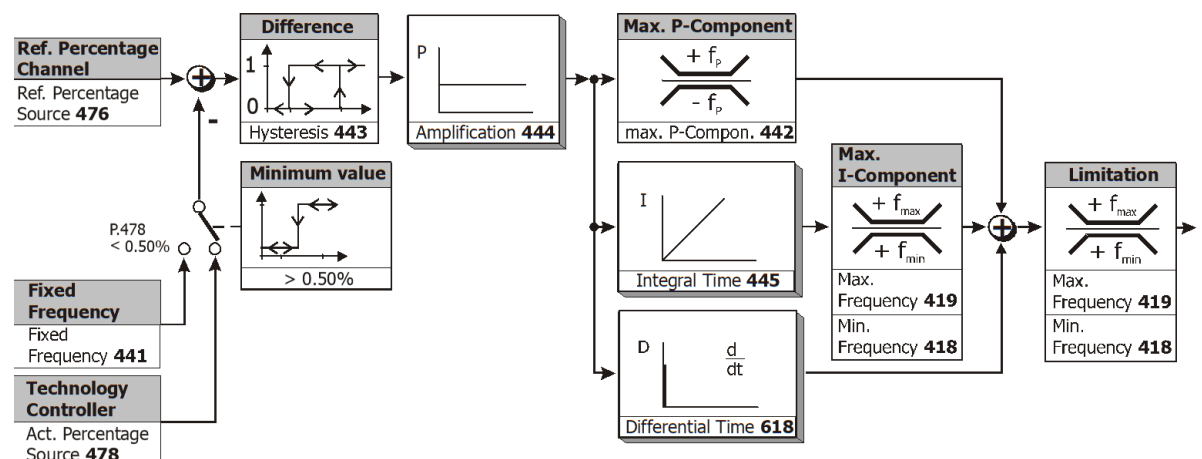 Ref. Percentage
Channel
Ref. Percentage
Source 476
+
-
Difference
1
0
Hysteresis 443
P
Amplification 444
Max. P-Component
+ fP
- fP
max. P-Compon. 442
Minimum value
> 0.50%
P.478
< 0.50%
Fixed
Frequency
Fixed
Frequency 441
Technology
Controller
Act. Percentage
Source 478
I
Integral Time 445
D
d
dt
Differential Time 618
Max.
I-Component
+ fmax
+ fmin
Max.
Frequency 419
Min.
Frequency 418
+
Limitation
+ fmax
+ fmin
Max.
Frequency 419
Min.
Frequency 418